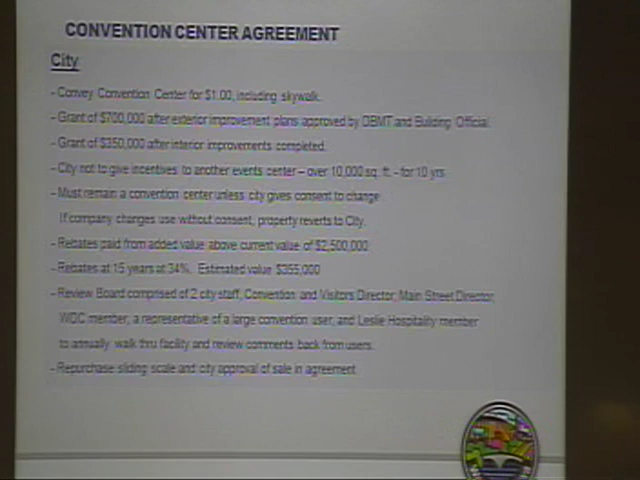 CONVENTION CENTER AGREEMENT
City
- Convey Convention Center for $1.00, including skywalk.
- Grant of $700,000 after exterior improvement plans approved by DBMT and Building Official.
- Grant of $350,000 after interior improvements completed.
- City not to give incentives to another events center – over 10,000 sq. ft. – for 10 yrs.
- Must remain a convention center unless city gives consent to change
If company changes use without consent, property reverts to City.
- Rebates paid from added value above current value of $2,500,000
- Rebates at 15 years at 34%. Estimated value $355,000
- Review Board comprised of 2 city staff, Convention and Visitors Director, Main Street Director,
WDC member, a representative of a large convention user, and Leslie Hospitality member
to annually walk thru facility and review comments back from users.
- Repurchase sliding scale and city approval of sale in agreement